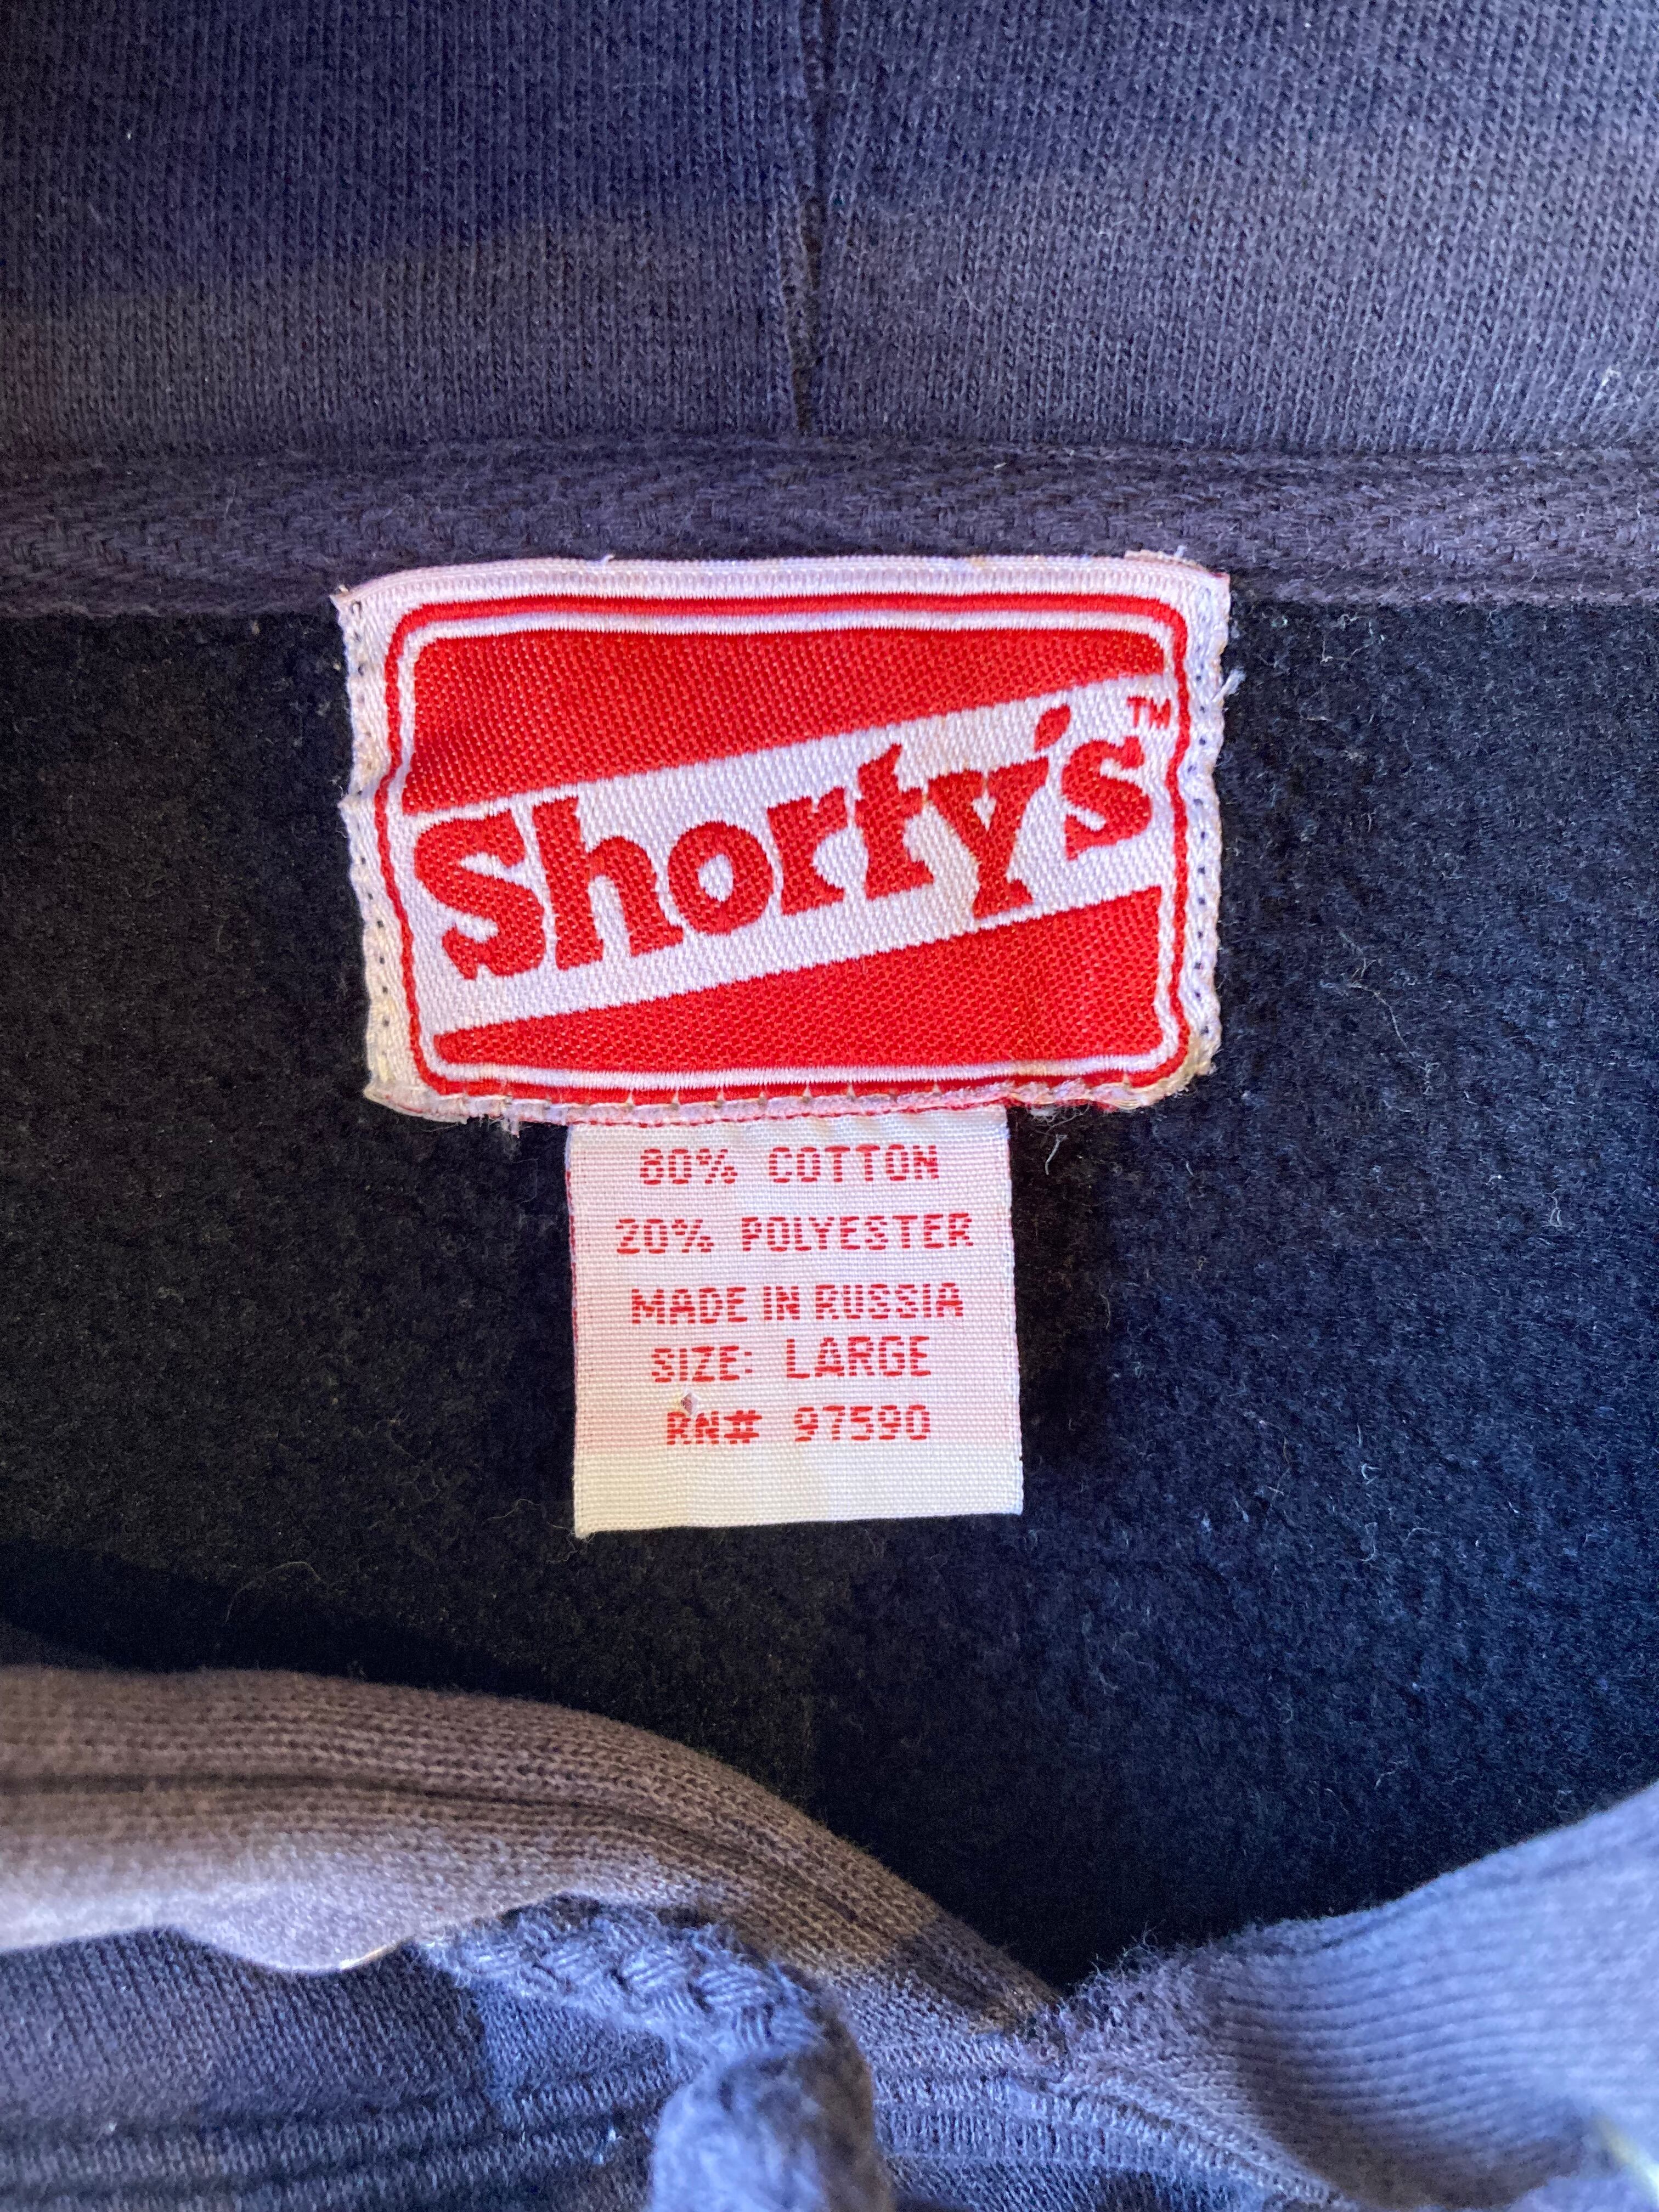 Shorty's™
80% COTTON
20% POLYESTER
MADE IN RUSSIA
SIZE: LARGE
RN# 97590